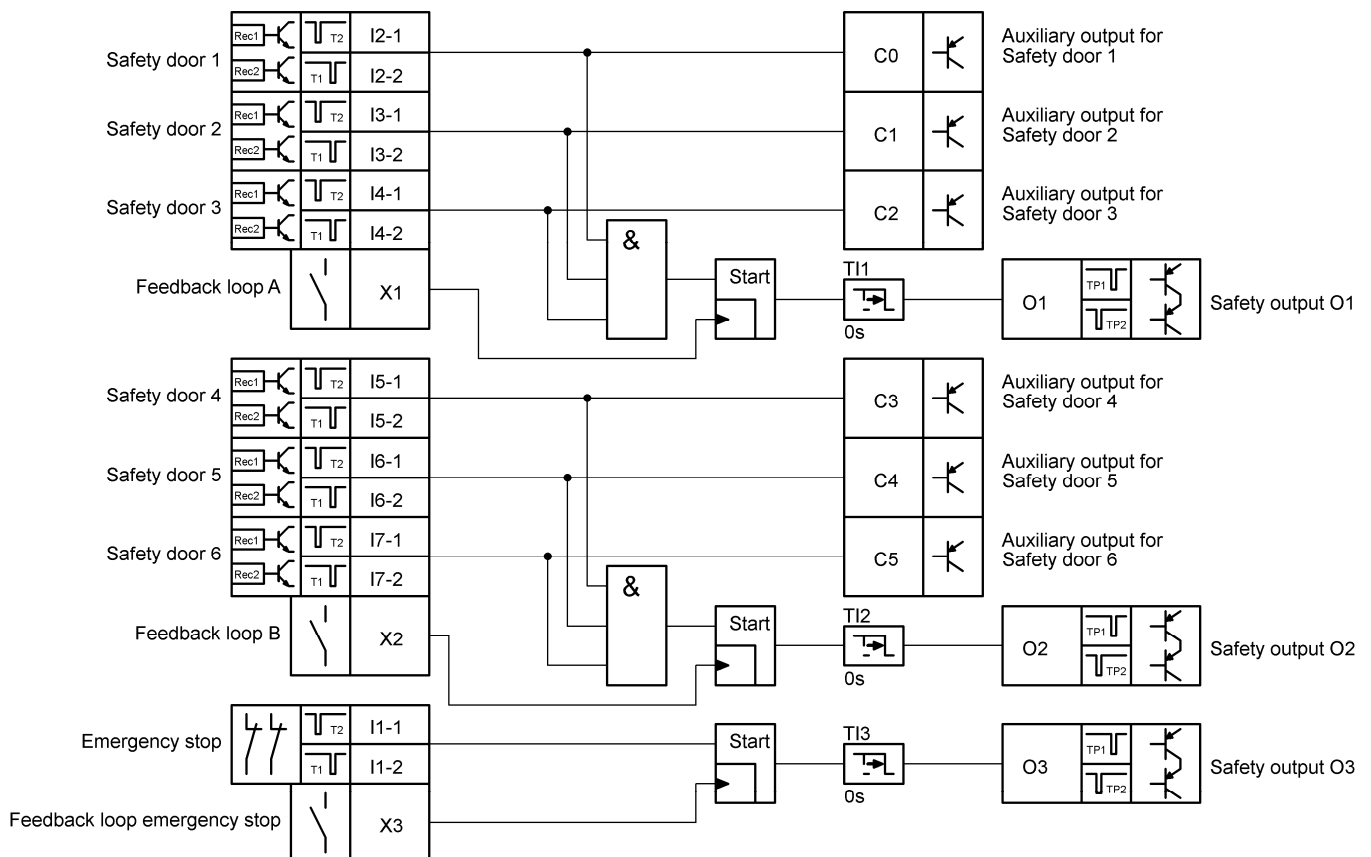 Safety door 1
Rec1
T2
I2-1
Rec2
T1
I2-2
C0
Auxiliary output for
Safety door 1
Safety door 2
Rec1
T2
I3-1
Rec2
T1
I3-2
C1
Auxiliary output for
Safety door 2
Safety door 3
Rec1
T2
I4-1
Rec2
T1
I4-2
C2
Auxiliary output for
Safety door 3
Feedback loop A
X1
&
Start
TI1
0s
O1
TP1
TP2
Safety output O1
Safety door 4
Rec1
T2
I5-1
Rec2
T1
I5-2
C3
Auxiliary output for
Safety door 4
Safety door 5
Rec1
T2
I6-1
Rec2
T1
I6-2
C4
Auxiliary output for
Safety door 5
Safety door 6
Rec1
T2
I7-1
Rec2
T1
I7-2
C5
Auxiliary output for
Safety door 6
Feedback loop B
X2
&
Start
TI2
0s
O2
TP1
TP2
Safety output O2
Emergency stop
T2
I1-1
T1
I1-2
Start
TI3
0s
O3
TP1
TP2
Safety output O3
Feedback loop emergency stop
X3